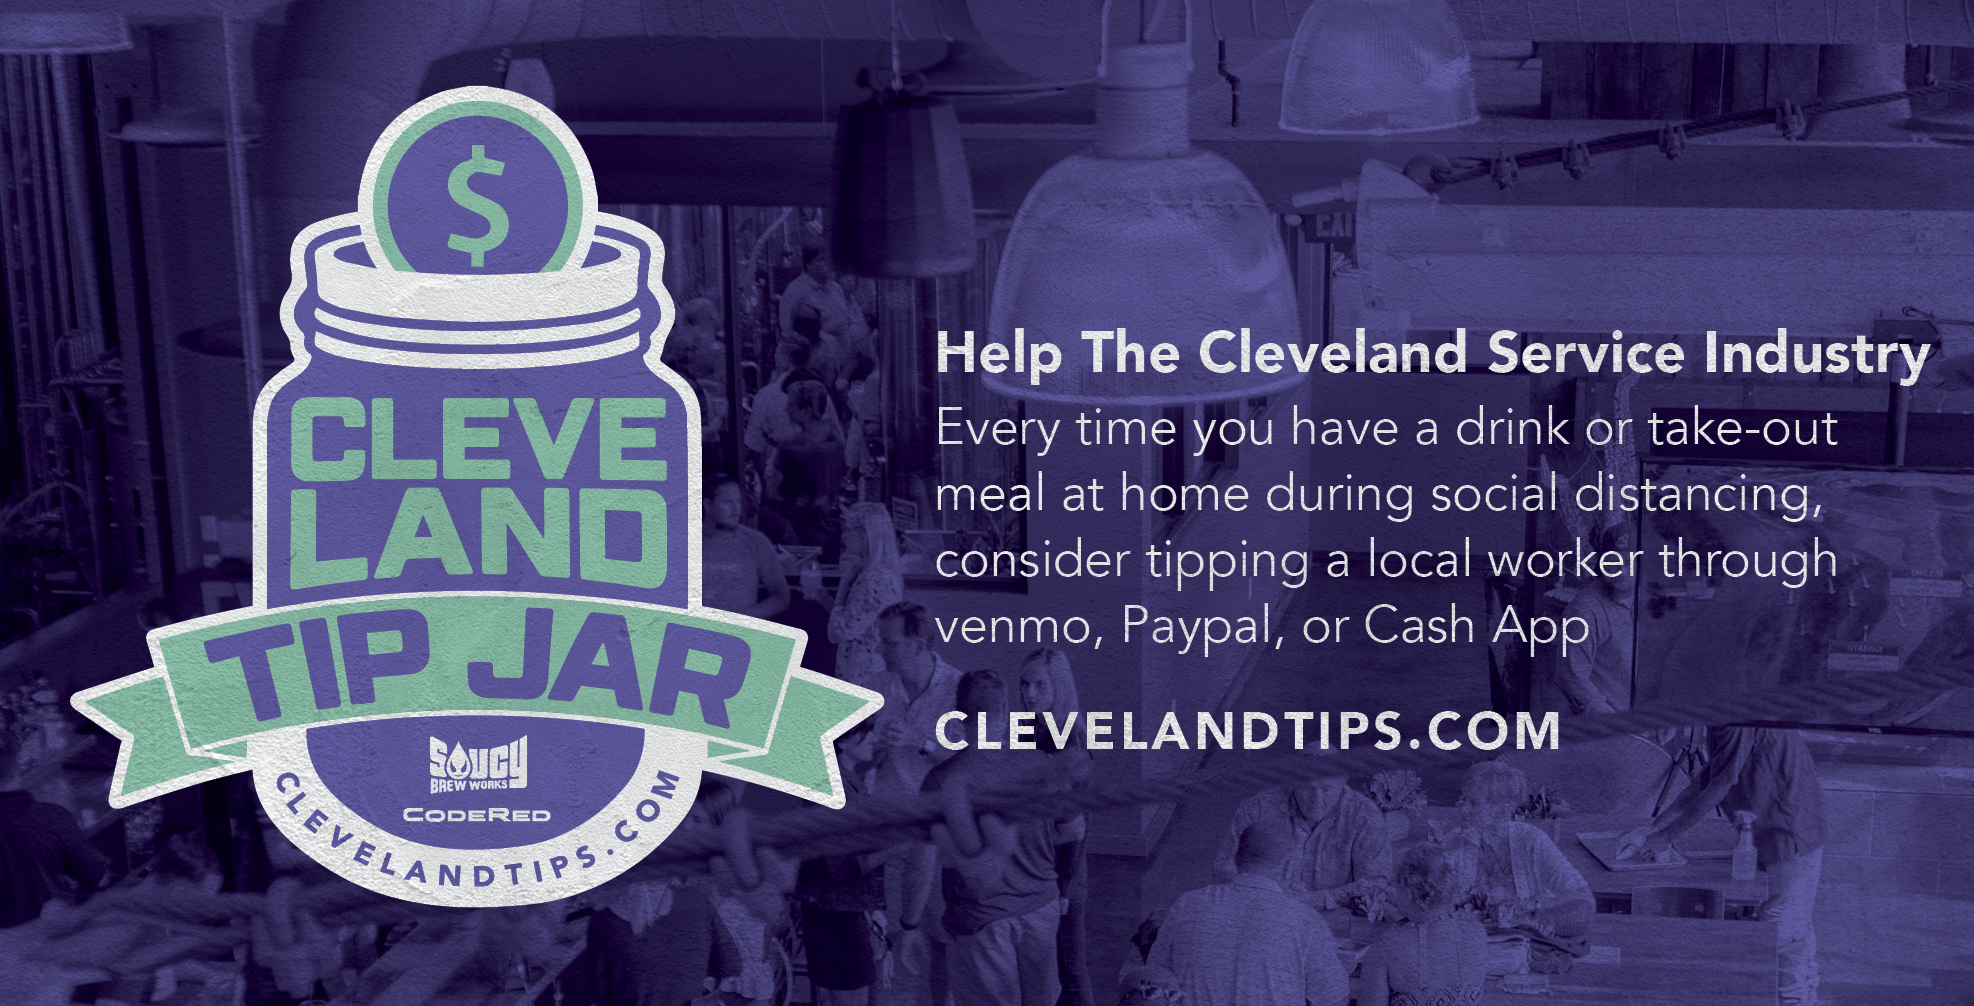 $
CLEVE
LAND
TIP JAR
SAUCY
BREW WORKS
CODERED
CLEVELANDTIPS.COM
Help The Cleveland Service Industry
Every time you have a drink or take-out
meal at home during social distancing,
consider tipping a local worker through
venmo, Paypal, or Cash App
CLEVELANDTIPS.COM